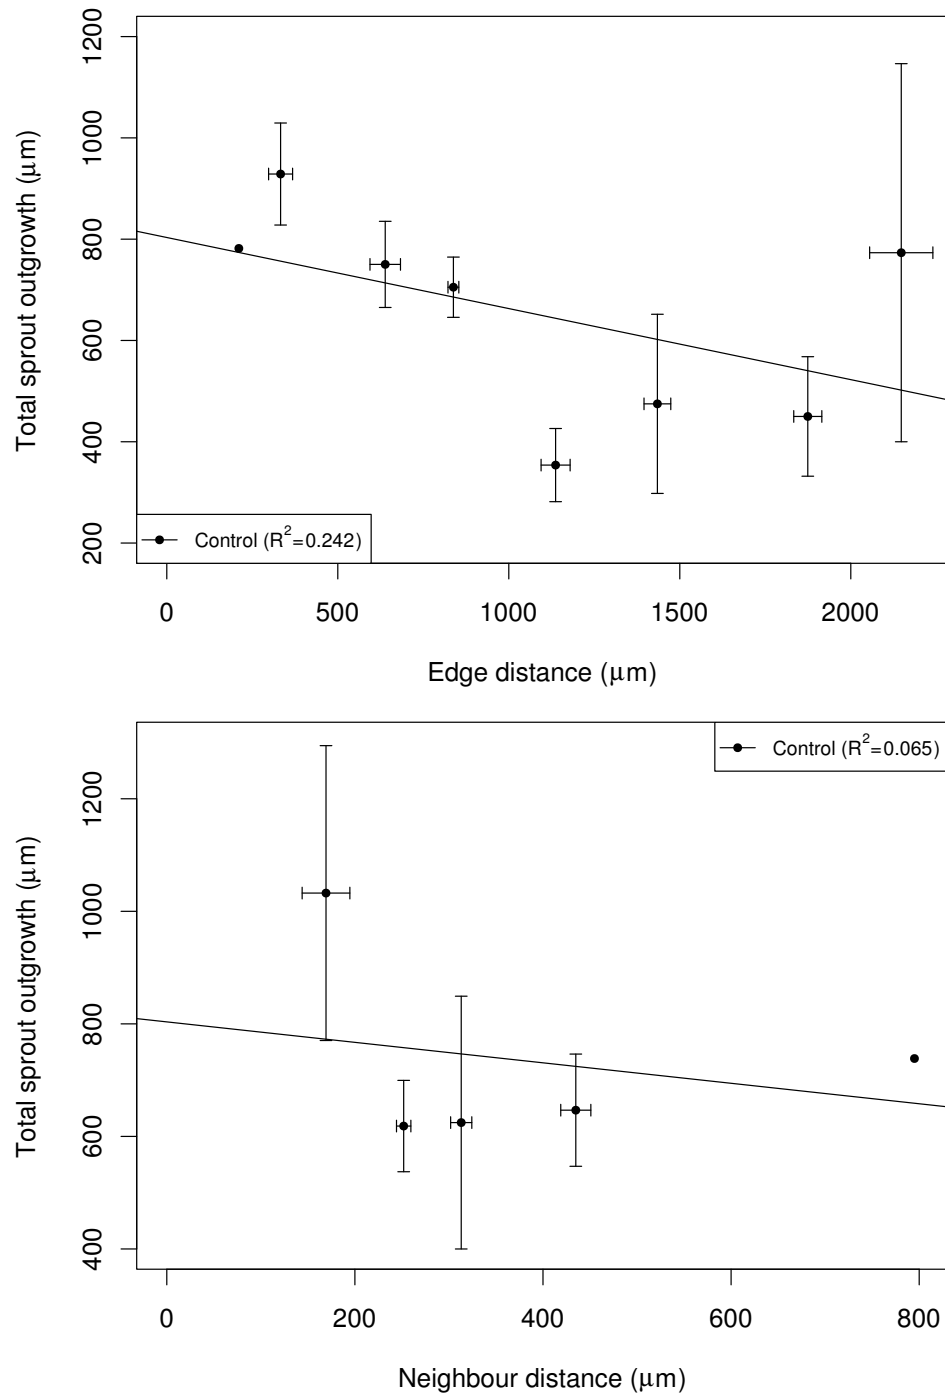 1200
1000
800
600
400
200
Total sprout outgrowth (μm)
Control (R²=0.242)
0 500 1000 1500 2000
Edge distance (μm)
Control (R²=0.065)
1200
1000
800
600
400
Total sprout outgrowth (μm)
0 200 400 600 800
Neighbour distance (μm)